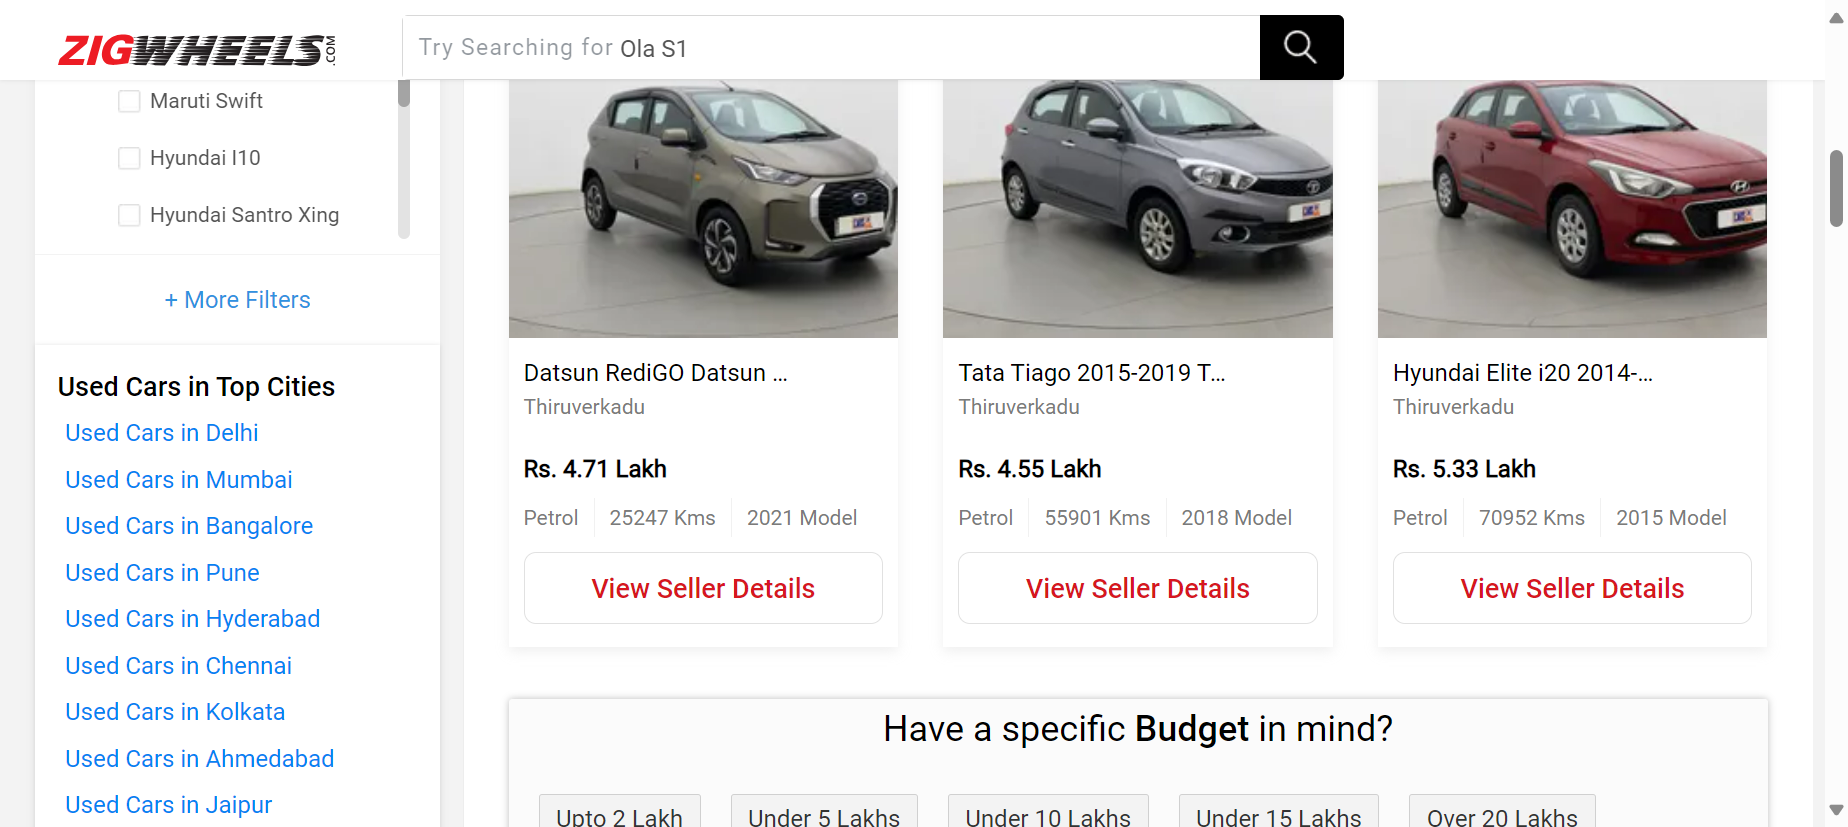 ZIGWHEELS.COM
Try Searching for Ola S1
Maruti Swift
Hyundai I10
Hyundai Santro Xing
+ More Filters
Used Cars in Top Cities
Used Cars in Delhi
Used Cars in Mumbai
Used Cars in Bangalore
Used Cars in Pune
Used Cars in Hyderabad
Used Cars in Chennai
Used Cars in Kolkata
Used Cars in Ahmedabad
Used Cars in Jaipur
Datsun RediGO Datsun ...
Thiruverkadu
Rs. 4.71 Lakh
Petrol 25247 Kms 2021 Model
View Seller Details
Tata Tiago 2015-2019 T...
Thiruverkadu
Rs. 4.55 Lakh
Petrol 55901 Kms 2018 Model
View Seller Details
Hyundai Elite i20 2014-...
Thiruverkadu
Rs. 5.33 Lakh
Petrol 70952 Kms 2015 Model
View Seller Details
Have a specific Budget in mind?
Upto 2 Lakh Under 5 Lakhs Under 10 Lakhs Under 15 Lakhs Over 20 Lakhs